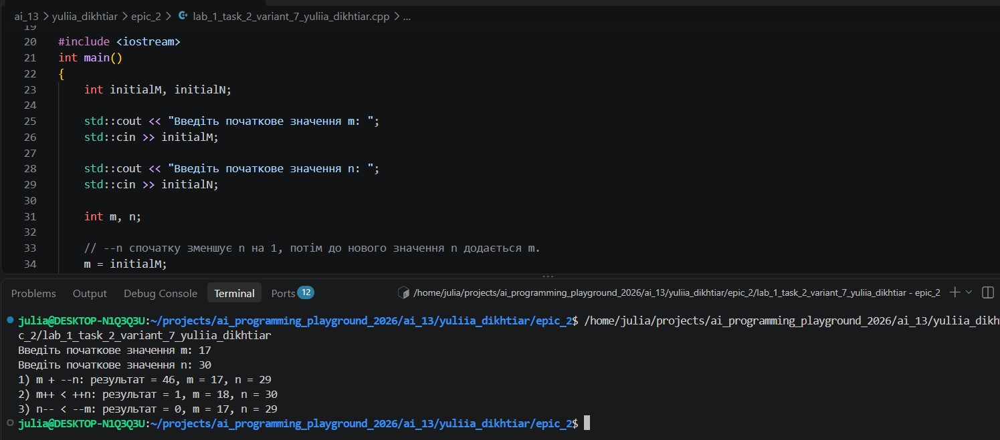 ai_13 > yuliia_dikhtiar > epic_2 > lab_1_task_2_variant_7_yuliia_dikhtiar.cpp > ...
19
20 #include <iostream>
21 int main()
22 {
23 int initialM, initialN;
24
25 std::cout << "Введіть початкове значення m: ";
26 std::cin >> initialM;
27
28 std::cout << "Введіть початкове значення n: ";
29 std::cin >> initialN;
30
31 int m, n;
32
33 // --n спочатку зменшує n на 1, потім до нового значення n додається m.
34 m = initialM;
Problems Output Debug Console Terminal Ports 12 /home/julia/projects/ai_programming_playground_2026/ai_13/yuliia_dikhtiar/epic_2/lab_1_task_2_variant_7_yuliia_dikhtiar - epic_2
julia@DESKTOP-N1Q3Q3U:~/projects/ai_programming_playground_2026/ai_13/yuliia_dikhtiar/epic_2$ /home/julia/projects/ai_programming_playground_2026/ai_13/yuliia_dikh
c_2/lab_1_task_2_variant_7_yuliia_dikhtiar
Введіть початкове значення m: 17
Введіть початкове значення n: 30
1) m + --n: результат = 46, m = 17, n = 29
2) m++ < ++n: результат = 1, m = 18, n = 30
3) n-- < --m: результат = 0, m = 17, n = 29
julia@DESKTOP-N1Q3Q3U:~/projects/ai_programming_playground_2026/ai_13/yuliia_dikhtiar/epic_2$